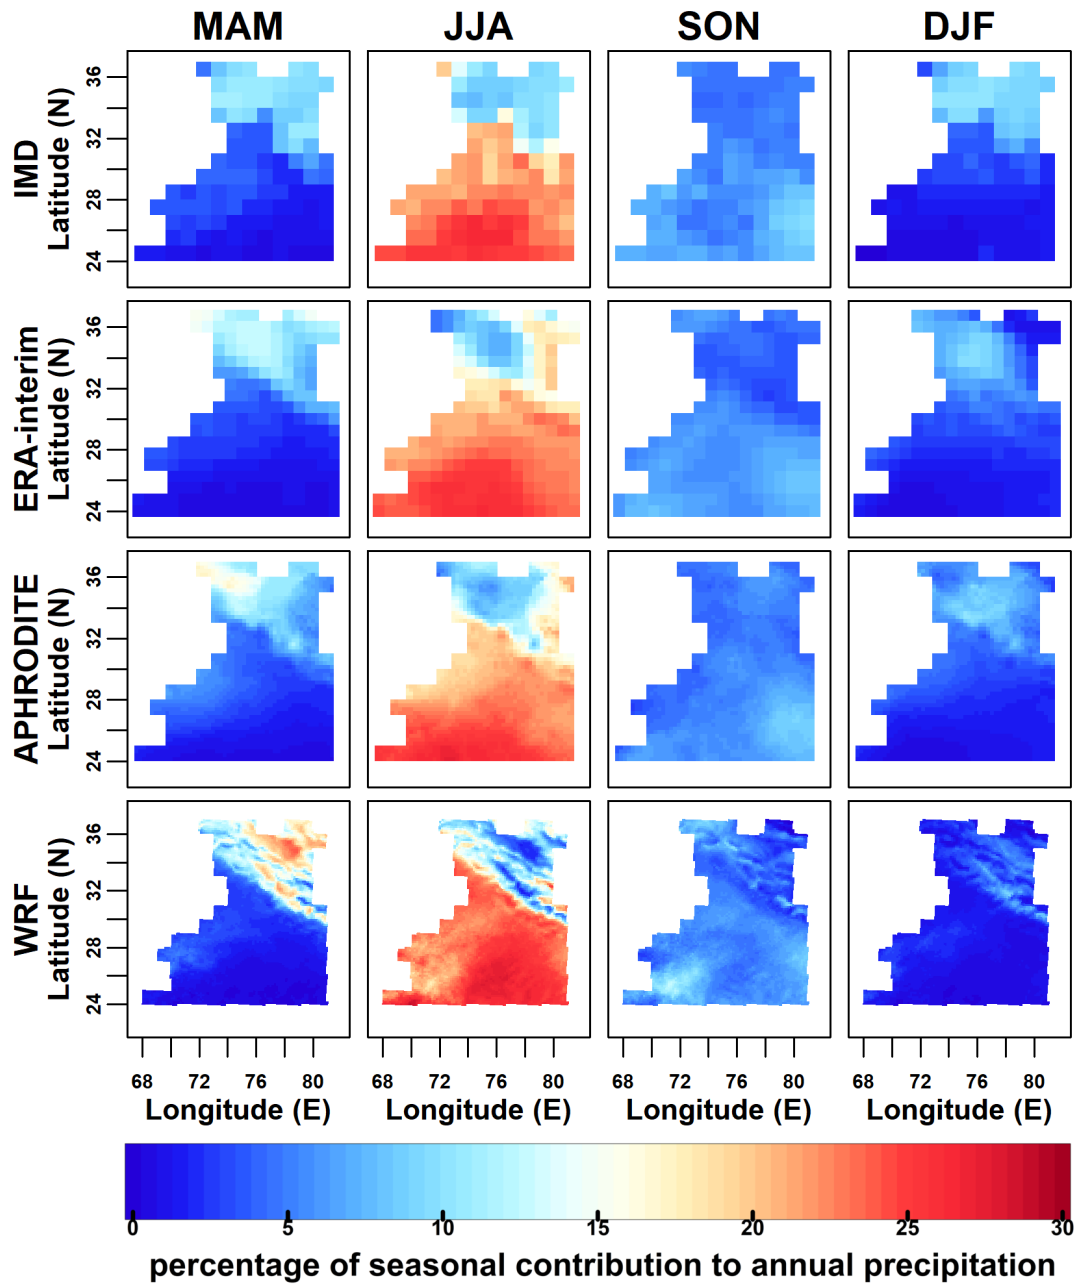 MAM JJA SON DJF
IMD
Latitude (N)
36
32
28
24
ERA-interim
Latitude (N)
36
32
28
24
APHRODITE
Latitude (N)
36
32
28
24
WRF
Latitude (N)
36
32
28
24
68 72 76 80 68 72 76 80 68 72 76 80 68 72 76 80
Longitude (E) Longitude (E) Longitude (E) Longitude (E)
0 5 10 15 20 25 30
percentage of seasonal contribution to annual precipitation